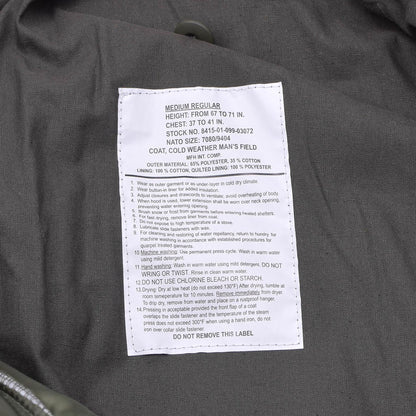 MEDIUM REGULAR
HEIGHT: FROM 67 TO 71 IN.
CHEST: 37 TO 41 IN.
STOCK NO. 8415-01-099-03072
NATO SIZE: 7080/9404
COAT, COLD WEATHER MAN'S FIELD
MFH INT. COMP.
OUTER MATERIAL: 65% POLYESTER, 35 % COTTON
LINING: 100 % COTTON, QUILTED LINING: 100 % POLYESTER
1. Wear as outer garment or as under layer in cold dry climate.
2. Wear button-in liner for added insulation.
3. Adjust closures and drawcords to ventilate; avoid overheating of body
4. When hood is used, lower extension shall be worn over neck opening,
preventing water entering opening.
5. Brush snow or frost from garments before entering heated shelters.
6. For fast drying, remove liner from coat.
7. Do not expose to high temperature of a stove.
8. Lubricate slide fasteners with wax.
9. For cleaning and restoring of water repellency return to laundry for
machine washing in accordance with established procedures for
quarpel treated garments.
10. Machine washing: Use permanent press cycle. Wash in warm water
using mild detergent.
11. Hand washing: Wash in warm water using mild detergent. DO NOT
WRING OR TWIST. Rinse in clean warm water.
12. DO NOT USE CHLORINE BLEACH OR STARCH.
13. Drying: Dry at low heat (do not exceed 130°F) After drying, tumble at
room temeperature for 10 minutes. Remove immediately from dryer.
To drip dry, remove from water and place on a rustproof hanger.
14. Pressing in acceptable provided the front flap of a coat
overlaps the slide fastener and the temperature of the steam
press does not exceed 300°F when using a hand iron, do not
iron over collar slide fastener.
DO NOT REMOVE THIS LABEL